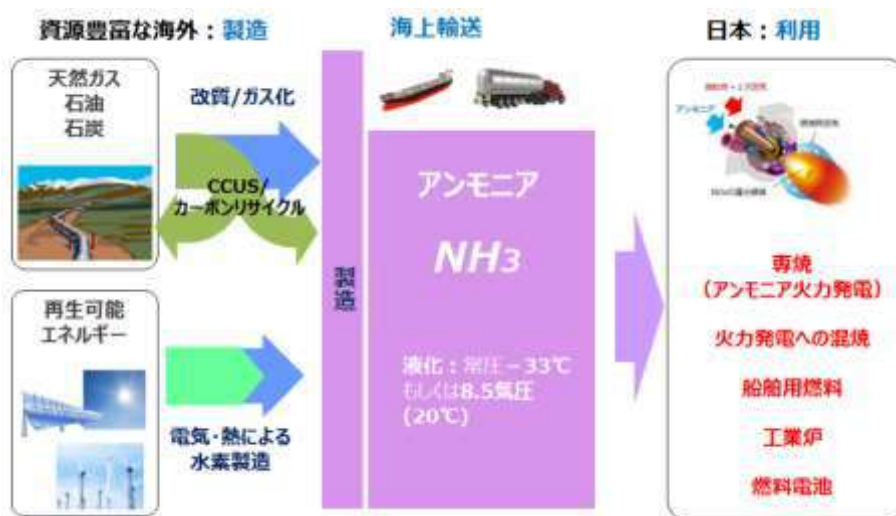 資源豊富な海外：製造
海上輸送
日本：利用
天然ガス
石油
石炭
改質/ガス化
CCUS/
カーボンリサイクル
再生可能
エネルギー
電気・熱による
水素製造
製造
アンモニア
NH3
液化：常圧－33℃
もしくは8.5気圧
(20℃)
アンモニア
専焼
（アンモニア火力発電）
火力発電への混焼
船舶用燃料
工業炉
燃料電池